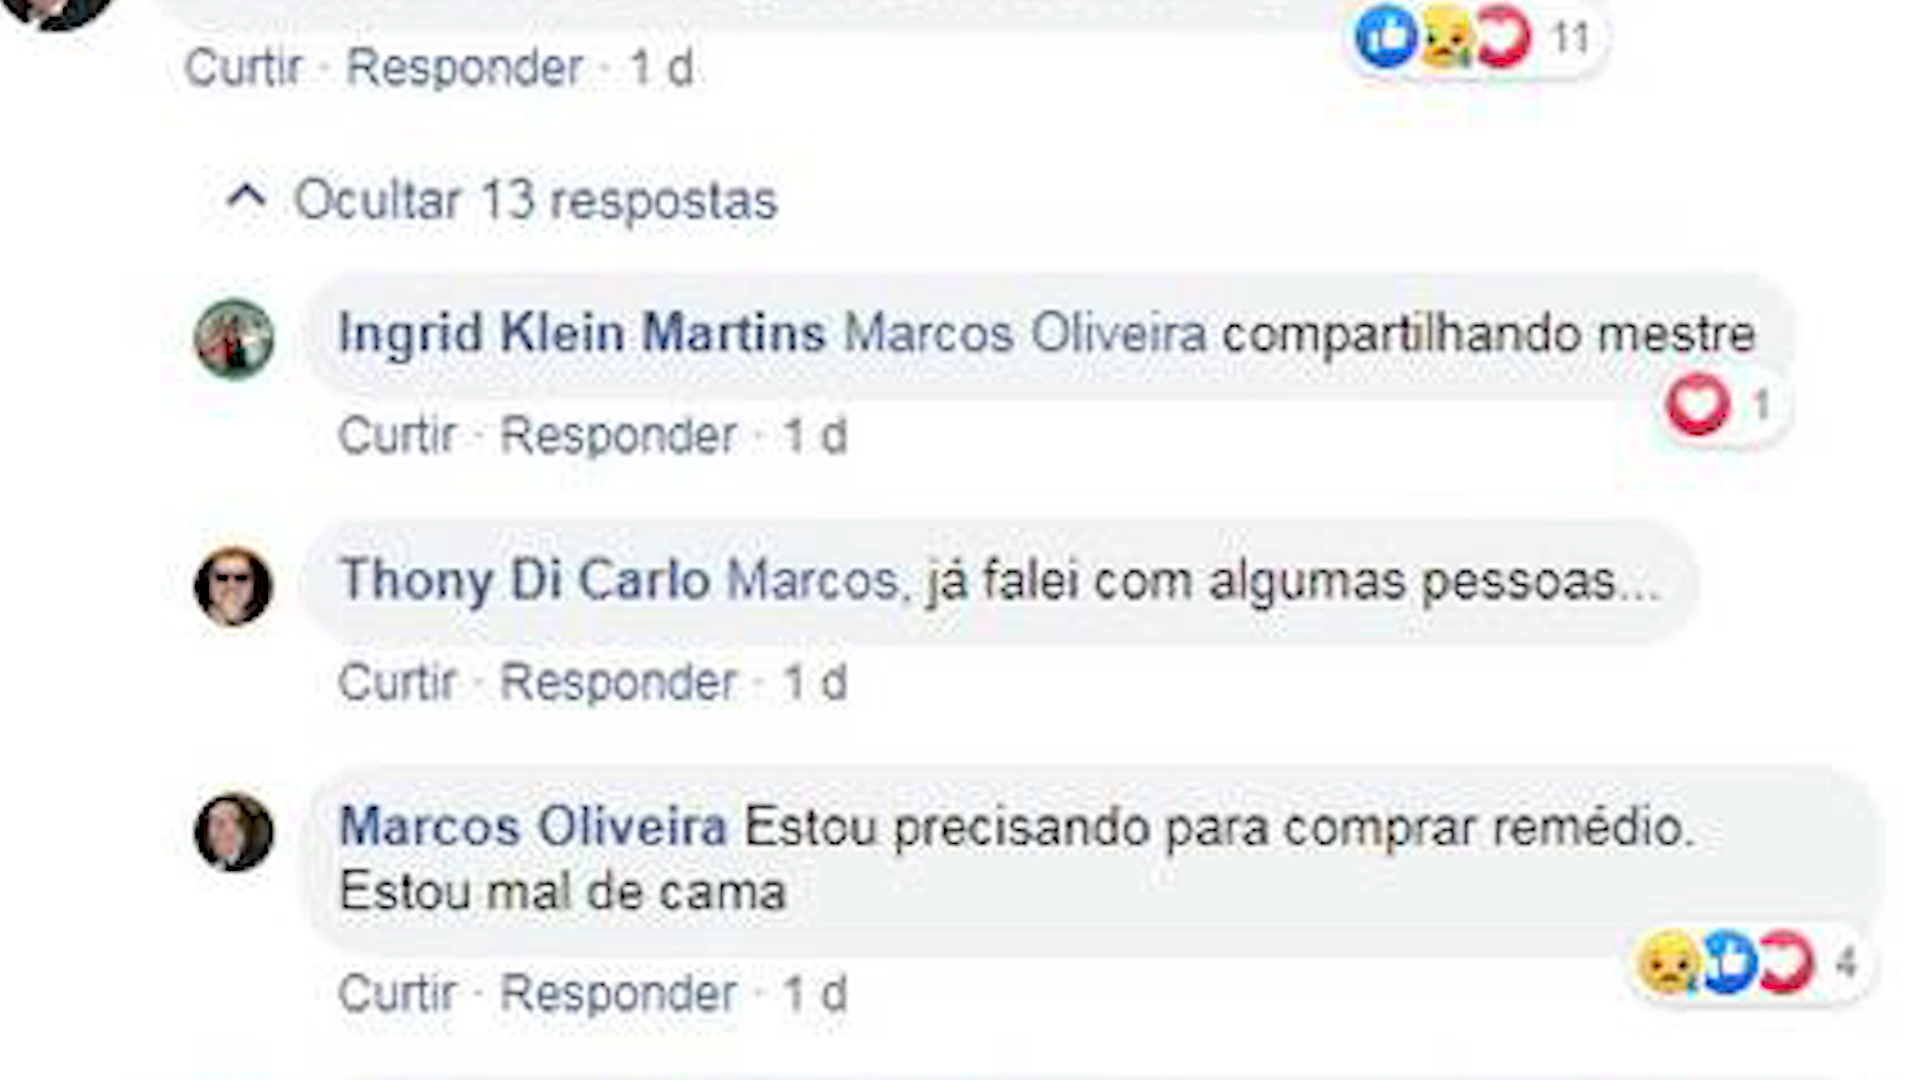 Curtir · Responder · 1 d 11
Ocultar 13 respostas
Ingrid Klein Martins Marcos Oliveira compartilhando mestre
1
Curtir · Responder · 1 d
Thony Di Carlo Marcos, já falei com algumas pessoas...
Curtir · Responder · 1 d
Marcos Oliveira Estou precisando para comprar remédio.
Estou mal de cama
4
Curtir · Responder · 1 d